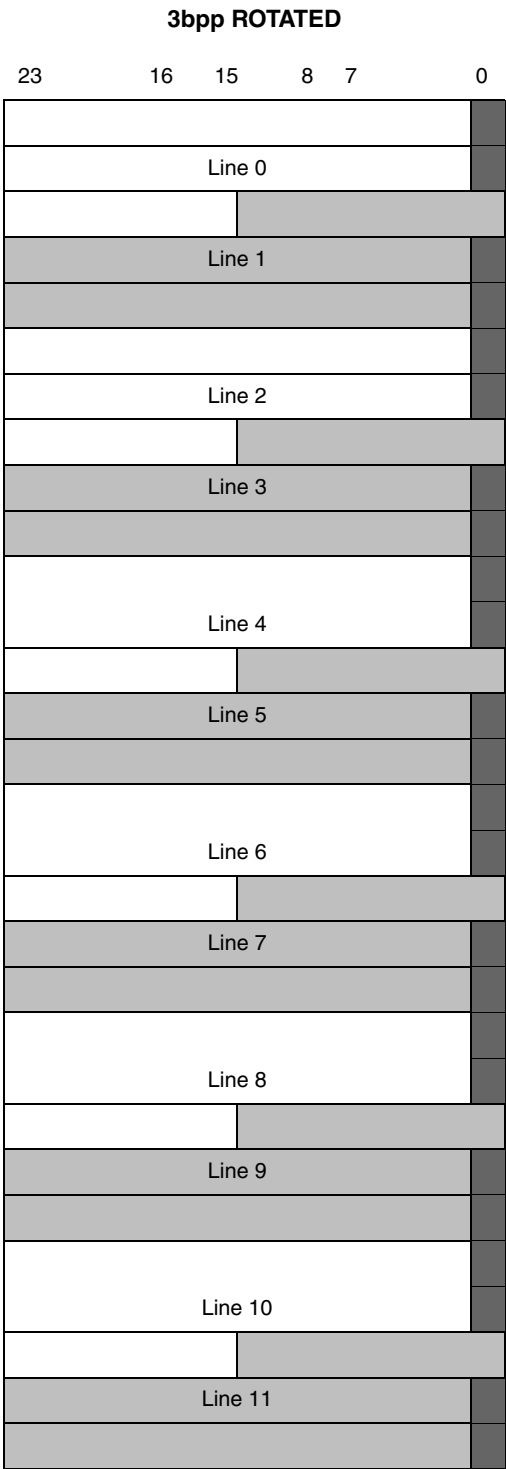 3bpp ROTATED
23 16 15 8 7 0
Line 0
Line 1
Line 2
Line 3
Line 4
Line 5
Line 6
Line 7
Line 8
Line 9
Line 10
Line 11